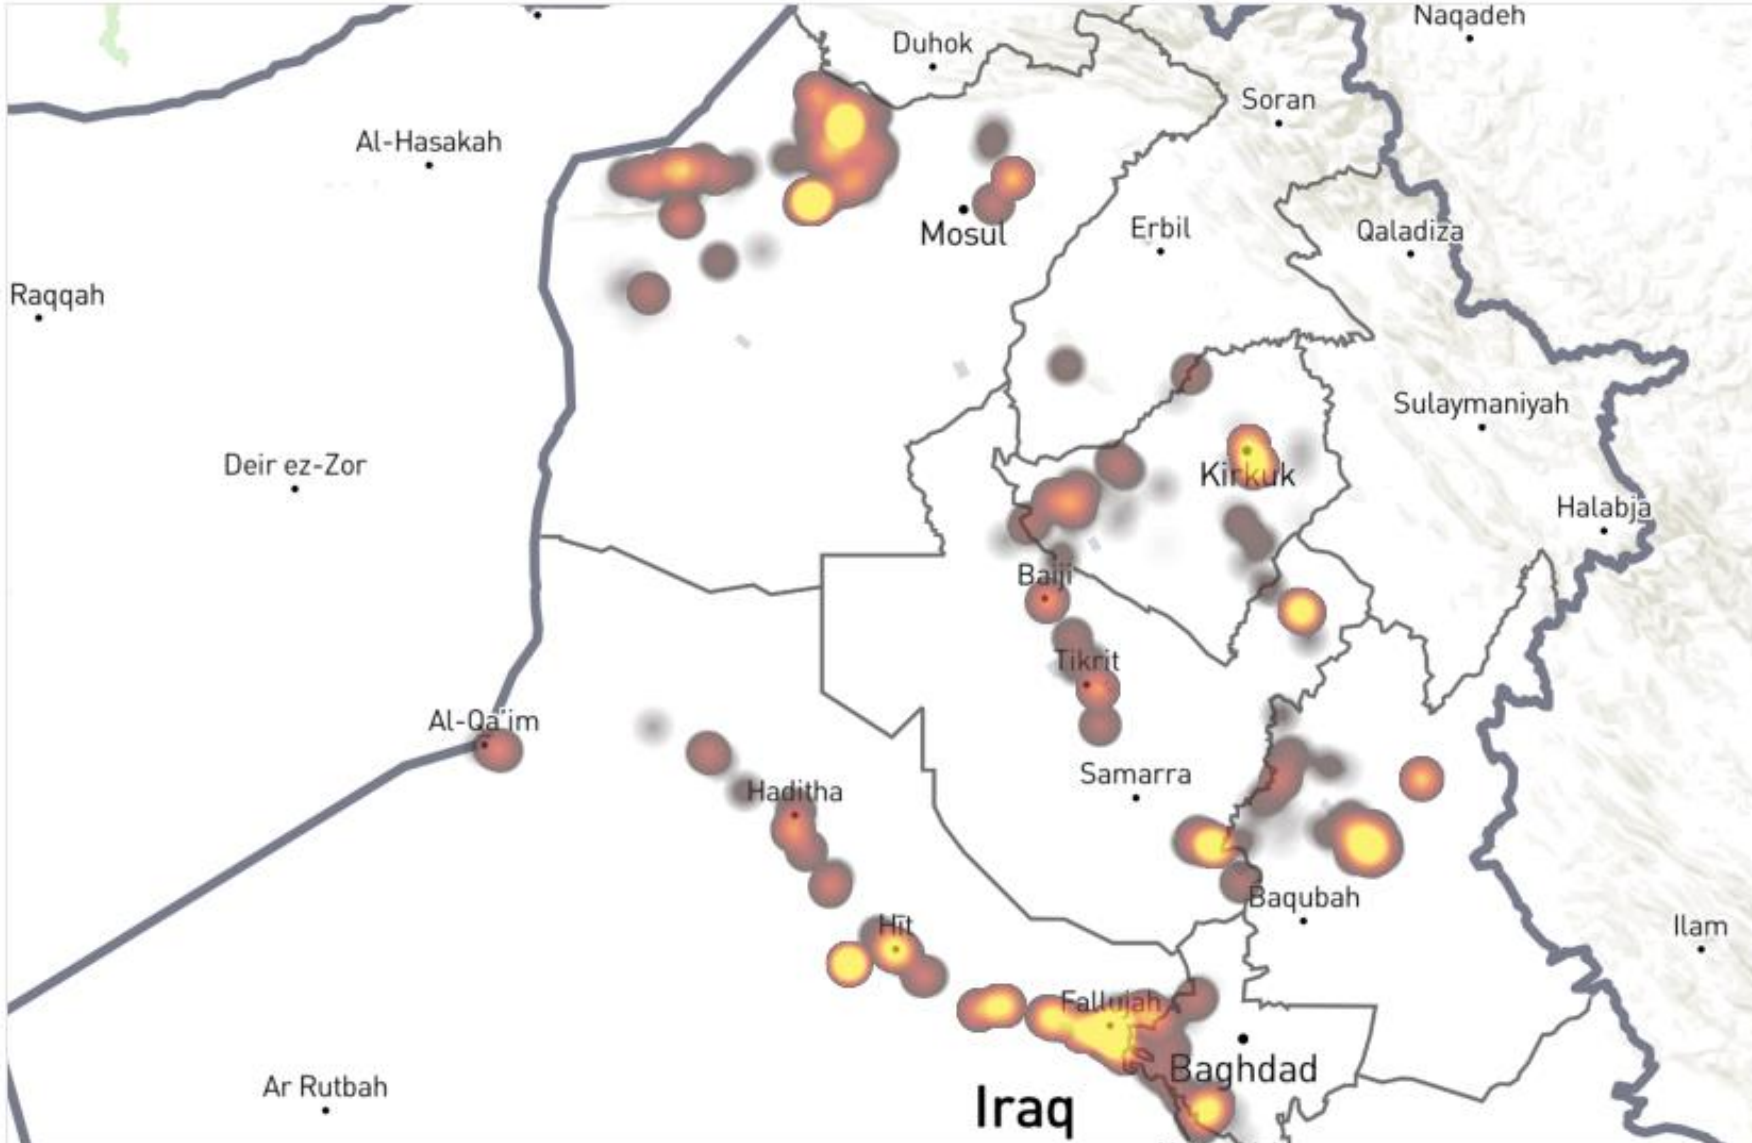 Naqadeh
Duhok
Soran
Al-Hasakah
Mosul
Erbil
Qaladiza
Raqqah
Sulaymaniyah
Deir ez-Zor
Kirkuk
Halabja
Baiji
Tikrit
Al-Qa'im
Samarra
Haditha
Baqubah
Hit
Ilam
Fallujah
Baghdad
Ar Rutbah
Iraq